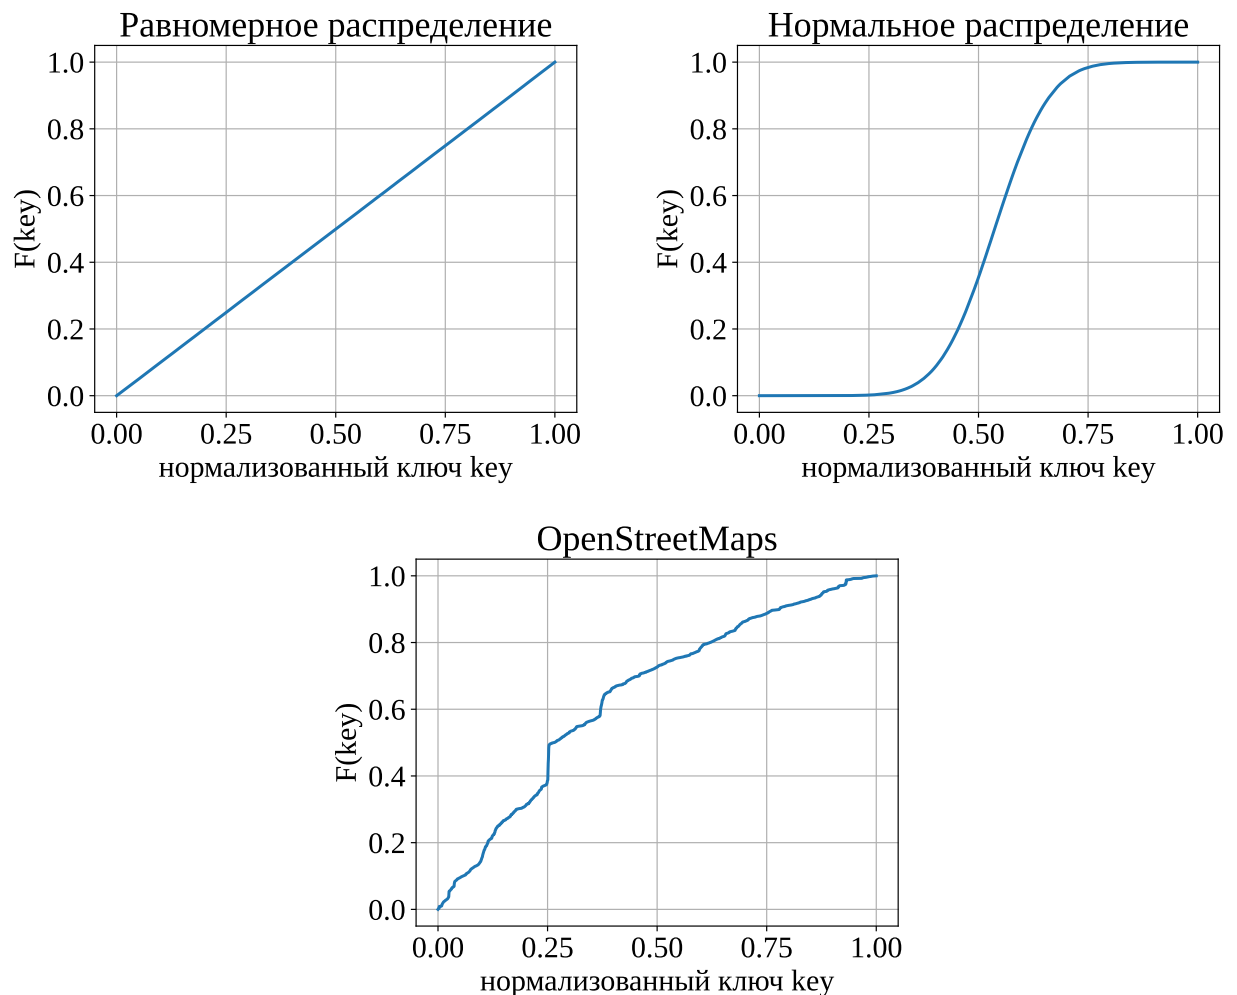 Равномерное распределение
1.0
0.8
0.6
0.4
0.2
0.0
F(key)
0.00 0.25 0.50 0.75 1.00
нормализованный ключ key
Нормальное распределение
1.0
0.8
0.6
0.4
0.2
0.0
F(key)
0.00 0.25 0.50 0.75 1.00
нормализованный ключ key
OpenStreetMaps
1.0
0.8
0.6
0.4
0.2
0.0
F(key)
0.00 0.25 0.50 0.75 1.00
нормализованный ключ key